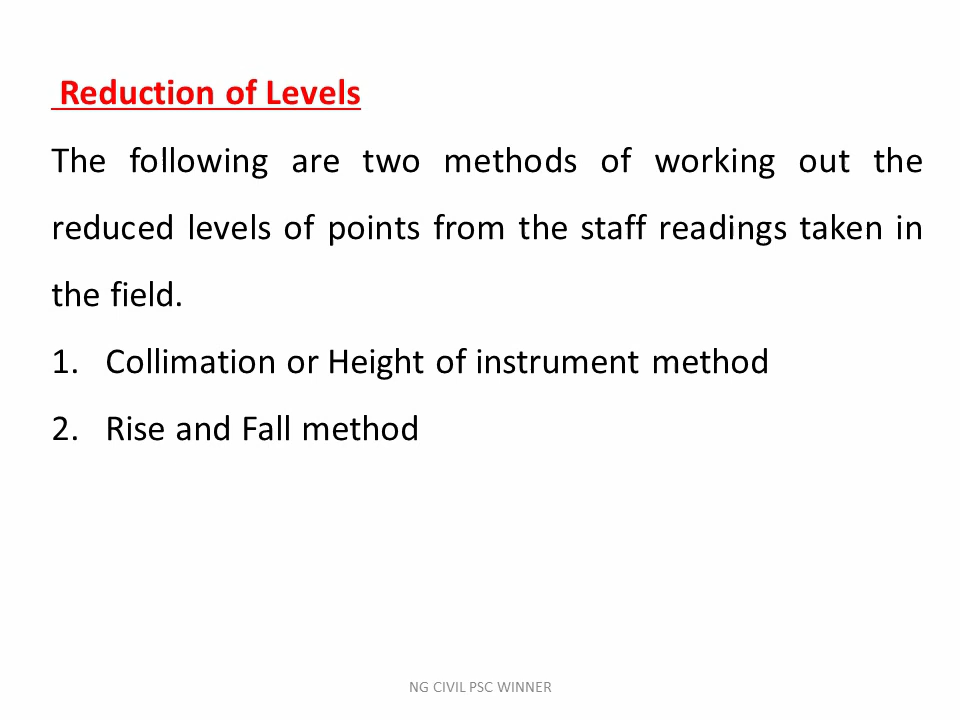 Reduction of Levels
The following are two methods of working out the
reduced levels of points from the staff readings taken in
the field.
1. Collimation or Height of instrument method
2. Rise and Fall method
NG CIVIL PSC WINNER